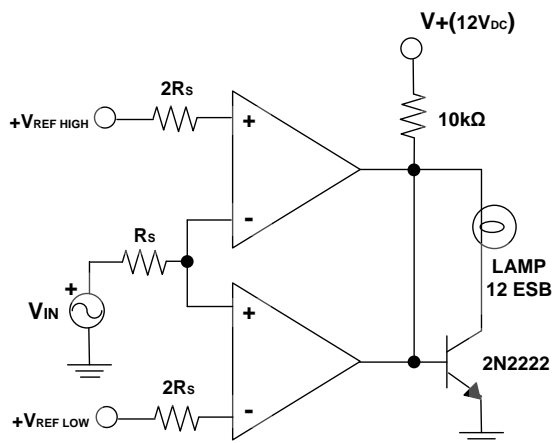 V+(12VDC)
2RS
+VREF HIGH
+
10kΩ
-
RS
LAMP
12 ESB
+
VIN
+
2N2222
2RS
-
+VREF LOW